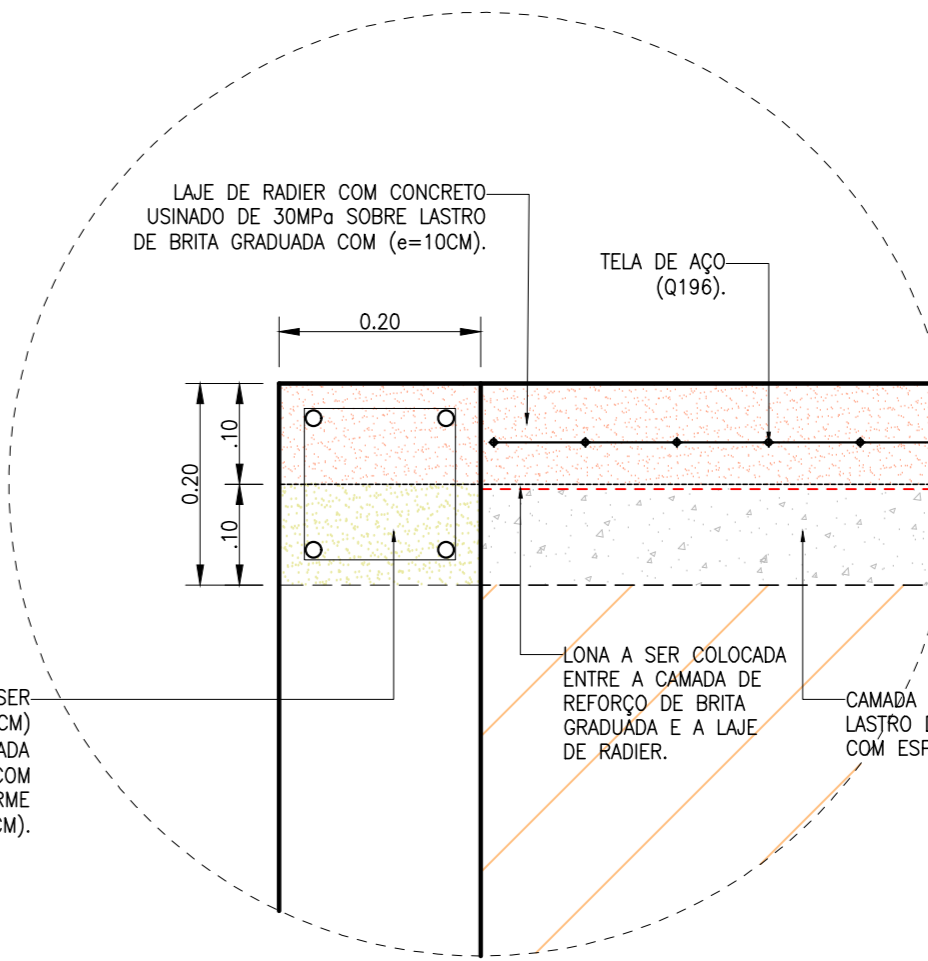 LAJE DE RADIER COM CONCRETO
USINADO DE 30MPa SOBRE LASTRO
DE BRITA GRADUADA COM (e=10CM).
TELA DE AÇO
(Q196).
0.20
0.20
.10
.10
LONA A SER COLOCADA
ENTRE A CAMADA DE
REFORÇO DE BRITA
GRADUADA E A LAJE
DE RADIER.
CAMADA
LASTRO
COM
SER
CM)
ADA
COM
RME
CM).